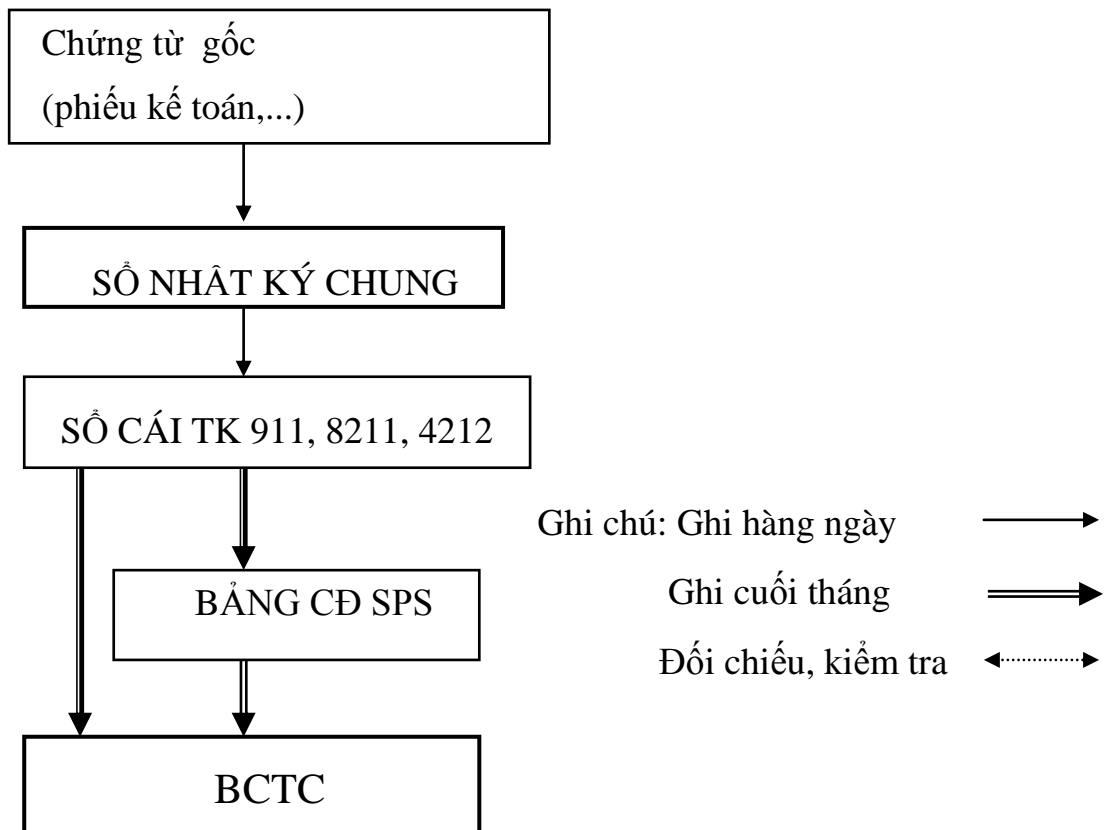 Chứng từ gốc
(phiếu kế toán,...)
SỔ NHÂT KÝ CHUNG
SỔ CÁI TK 911, 8211, 4212
Ghi chú: Ghi hàng ngày
BẢNG CĐ SPS
Ghi cuối tháng
Đối chiếu, kiểm tra
BCTC